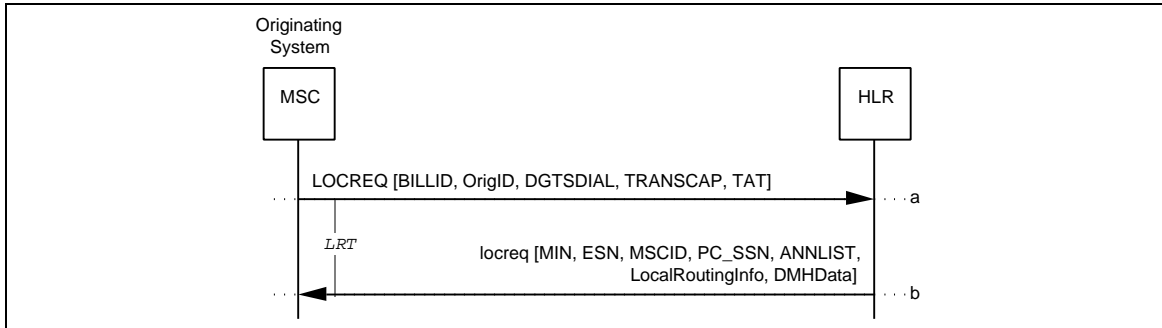 Originating
System
MSC
HLR
LOCREQ [BILLID, OrigID, DGTSDIAL, TRANSCAP, TAT]
a
LRT
locreq [MIN, ESN, MSCID, PC_SSN, ANNLIST,
LocalRoutingInfo, DMHData]
b